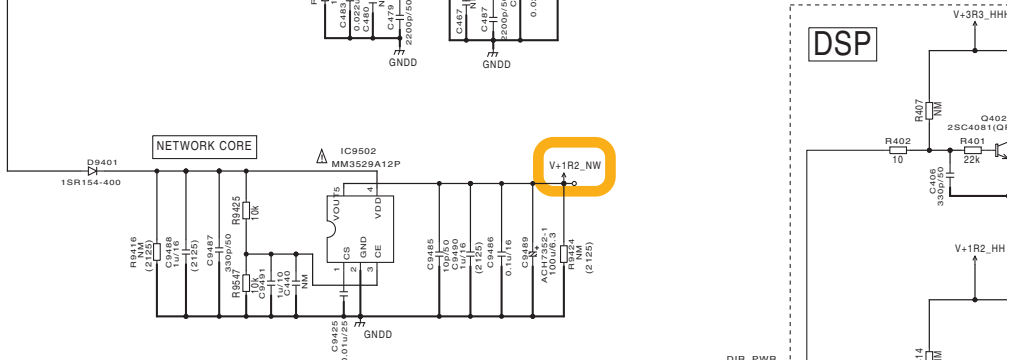 C483
0.022u
C480
C479
2200p/50
GNDD
C467
C487
2200p/50
GNDD
V+3R3_HHH
DSP
R407
NM
Q402
2SC4081(QR
R402
10
R401
22k
C406
330p/50
NETWORK CORE
IC9502
MM3529A12P
V+1R2_NW
D9401
1SR154-400
VOUT
5
4
VDD
CS
GND
CE
1
2
3
R9416
NM
(2125)
C9488
1u/16
(2125)
C9487
330p/50
R9425
10k
R9547
10k
C9491
1u/10
C440
NM
C9425
0.01u/25
GNDD
C9485
10p/50
C9490
1u/16
(2125)
C9486
0.1u/16
C9489
ACH7352-1
100u/6.3
+
R9424
NM
(2125)
V+1R2_HH
14
NM
DIR_PWR